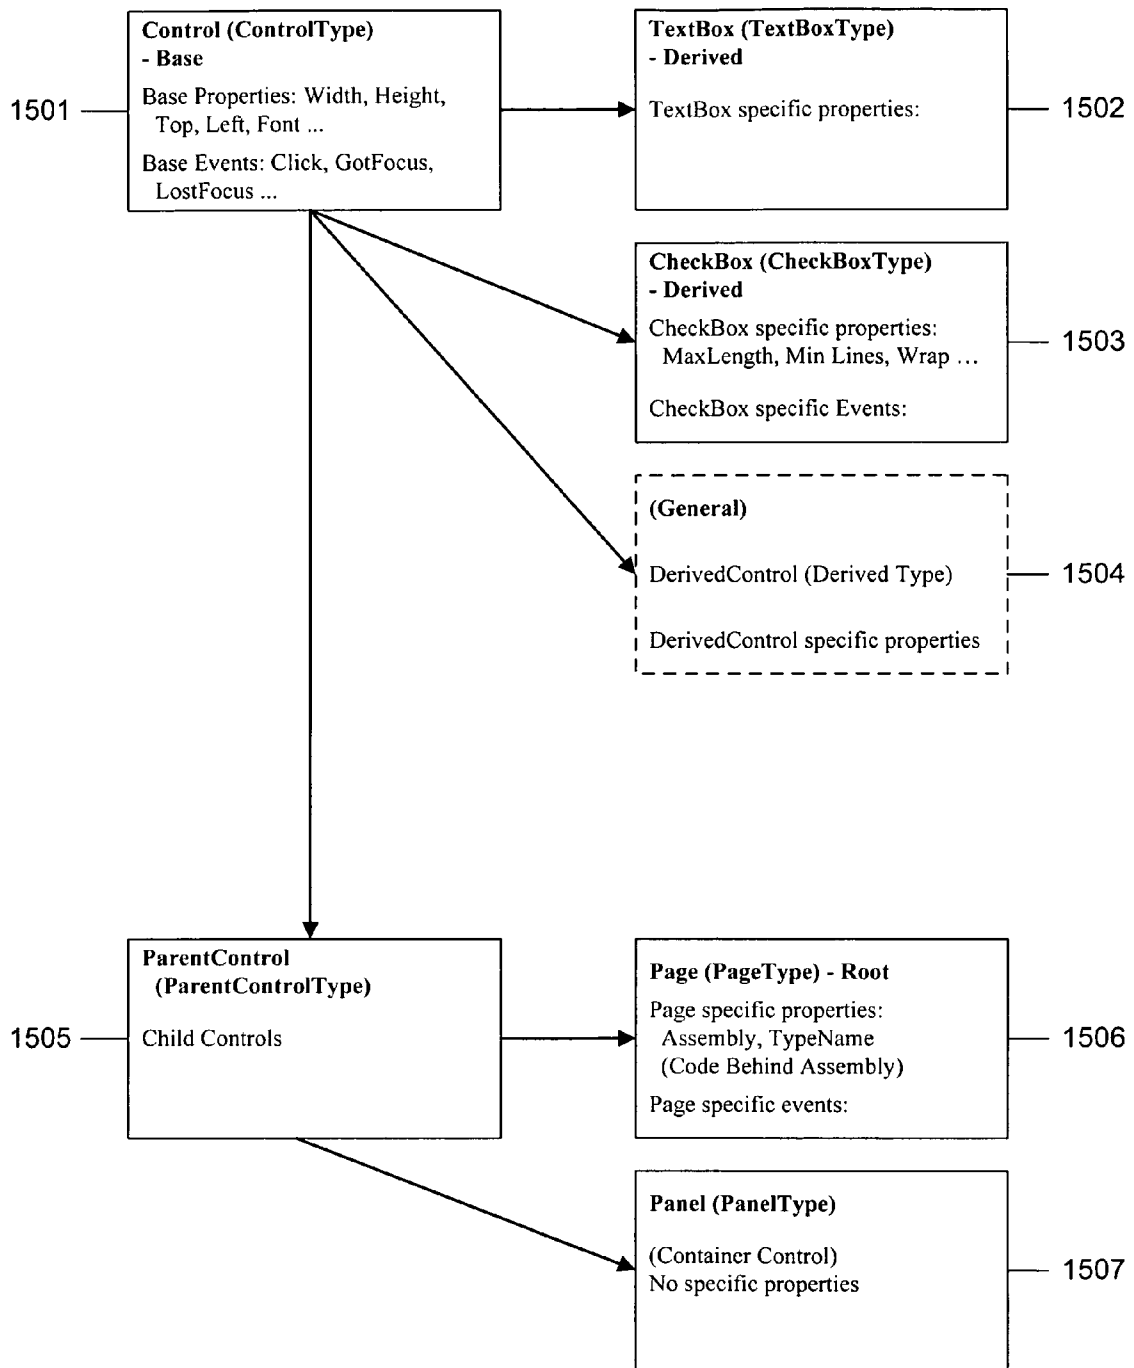 Control (ControlType)
- Base
Base Properties: Width, Height,
Top, Left, Font ...
Base Events: Click, GotFocus,
LostFocus ...
1501
TextBox (TextBoxType)
- Derived
TextBox specific properties:
1502
CheckBox (CheckBoxType)
- Derived
CheckBox specific properties:
MaxLength, Min Lines, Wrap ...
CheckBox specific Events:
1503
(General)
DerivedControl (Derived Type)
DerivedControl specific properties
1504
ParentControl
(ParentControlType)
Child Controls
1505
Page (PageType) - Root
Page specific properties:
Assembly, TypeName
(Code Behind Assembly)
Page specific events:
1506
Panel (PanelType)
(Container Control)
No specific properties
1507